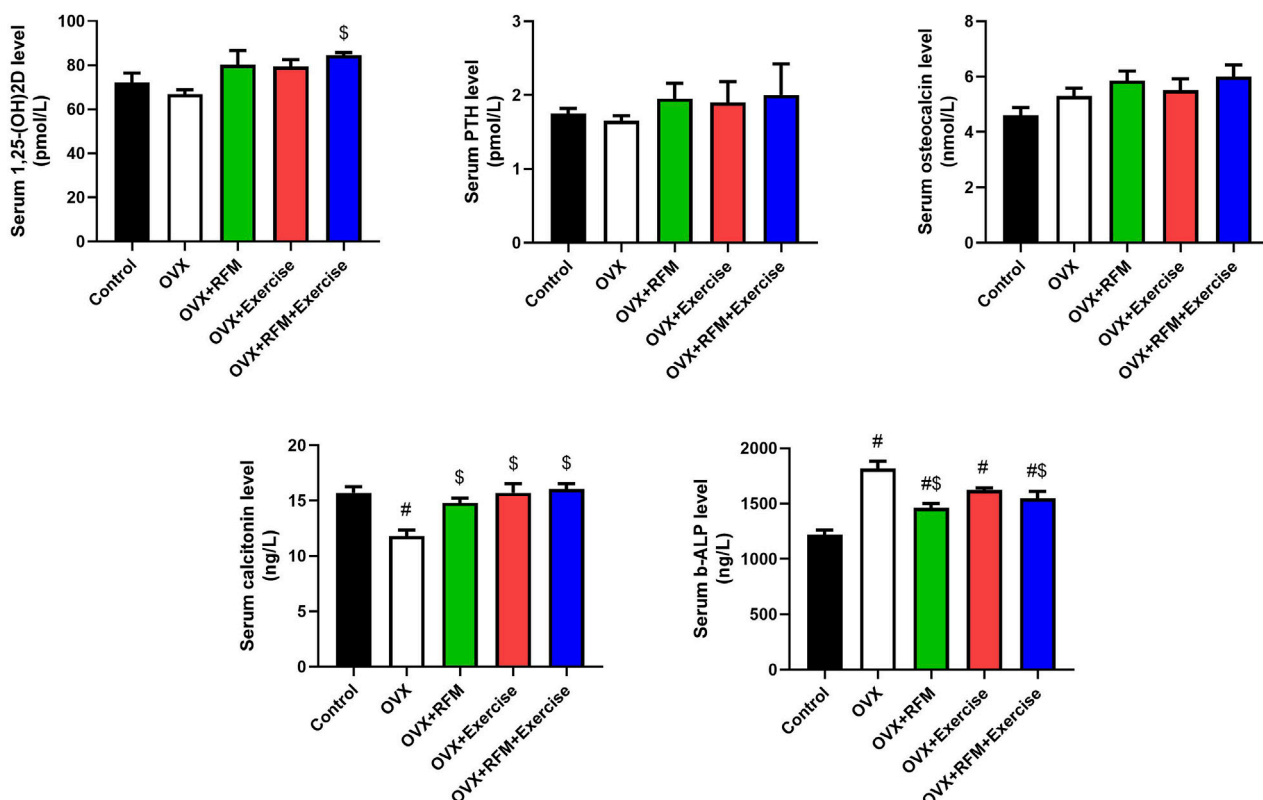 Serum 1,25-(OH)2D level
(pmol/L)
100
80
60
40
20
0
$
Control
OVX
OVX+RFM
OVX+Exercise
OVX+RFM+Exercise
Serum PTH level
(pmol/L)
3
2
1
0
Control
OVX
OVX+RFM
OVX+Exercise
OVX+RFM+Exercise
Serum osteocalcin level
(nmol/L)
8
6
4
2
0
Control
OVX
OVX+RFM
OVX+Exercise
OVX+RFM+Exercise
Serum calcitonin level
(ng/L)
20
15
10
5
0
#
$
$
$
Control
OVX
OVX+RFM
OVX+Exercise
OVX+RFM+Exercise
Serum b-ALP level
(ng/L)
2000
1500
1000
500
0
#
#$
#
#$
Control
OVX
OVX+RFM
OVX+Exercise
OVX+RFM+Exercise